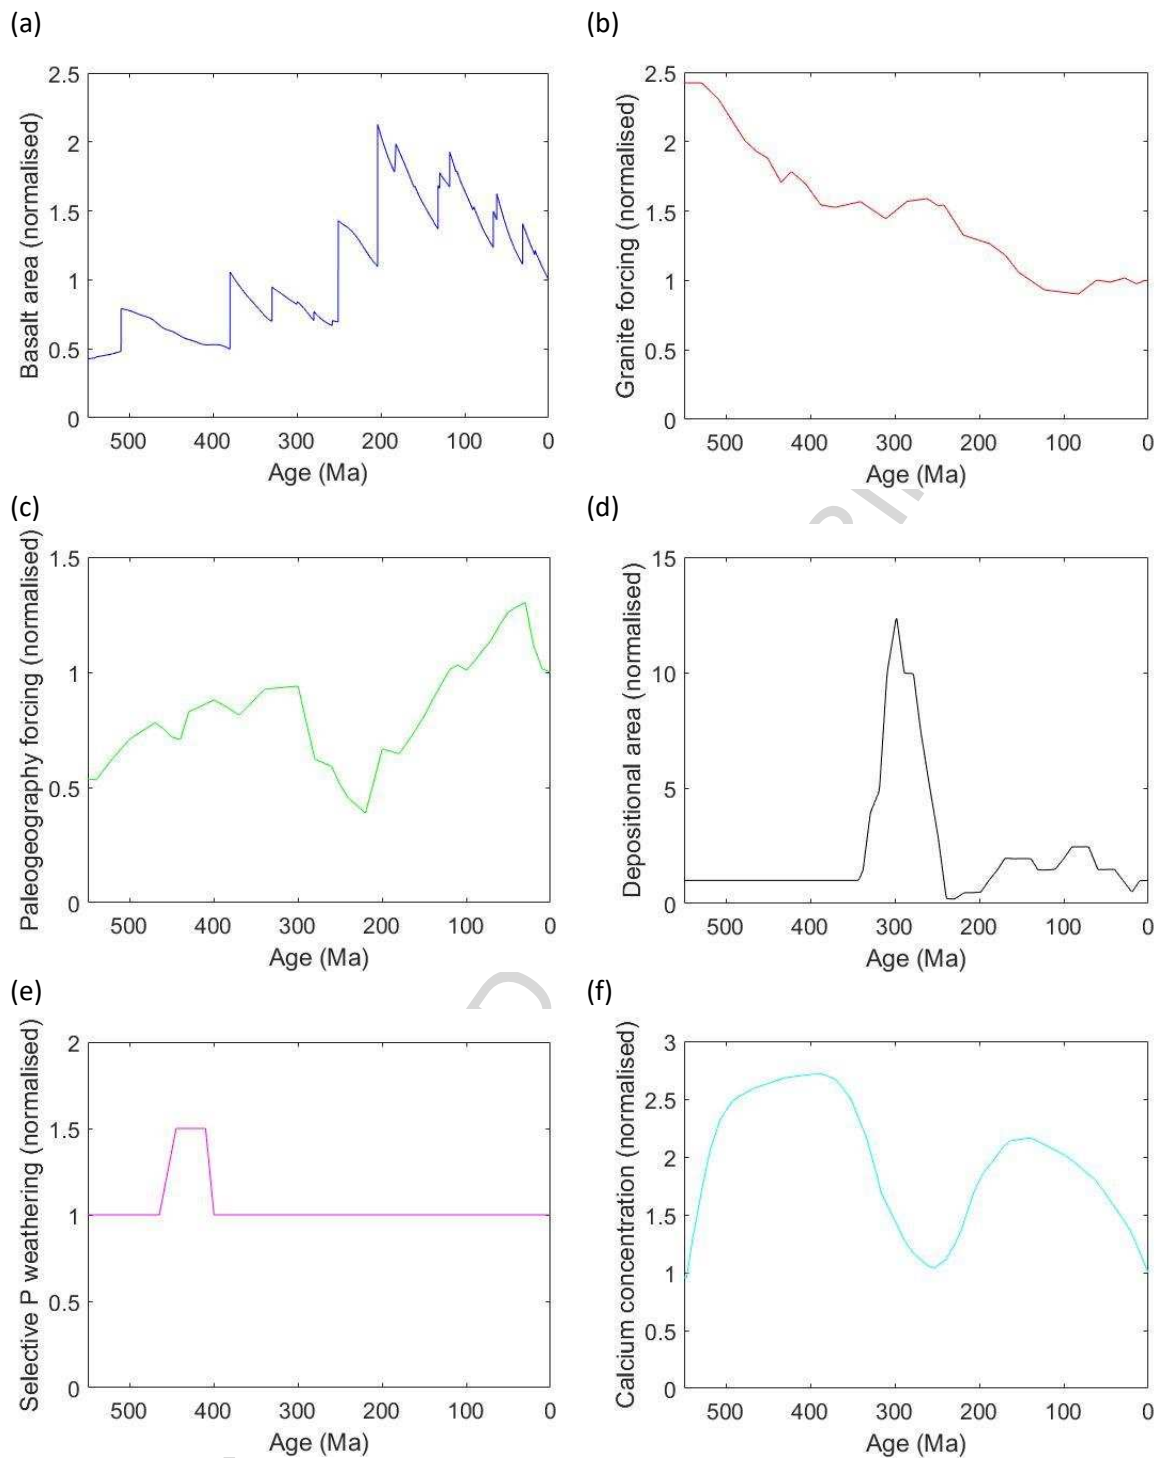 (a)
Basalt area (normalised)
2.5
2
1.5
1
0.5
0
500 400 300 200 100 0
Age (Ma)
(b)
Granite forcing (normalised)
2.5
2
1.5
1
0.5
0
500 400 300 200 100 0
Age (Ma)
(c)
Paleogeography forcing (normalised)
1.5
1
0.5
0
500 400 300 200 100 0
Age (Ma)
(d)
Depositional area (normalised)
15
10
5
0
500 400 300 200 100 0
Age (Ma)
(e)
Selective P weathering (normalised)
2
1.5
1
0.5
0
500 400 300 200 100 0
Age (Ma)
(f)
Calcium concentration (normalised)
3
2.5
2
1.5
1
0.5
0
500 400 300 200 100 0
Age (Ma)